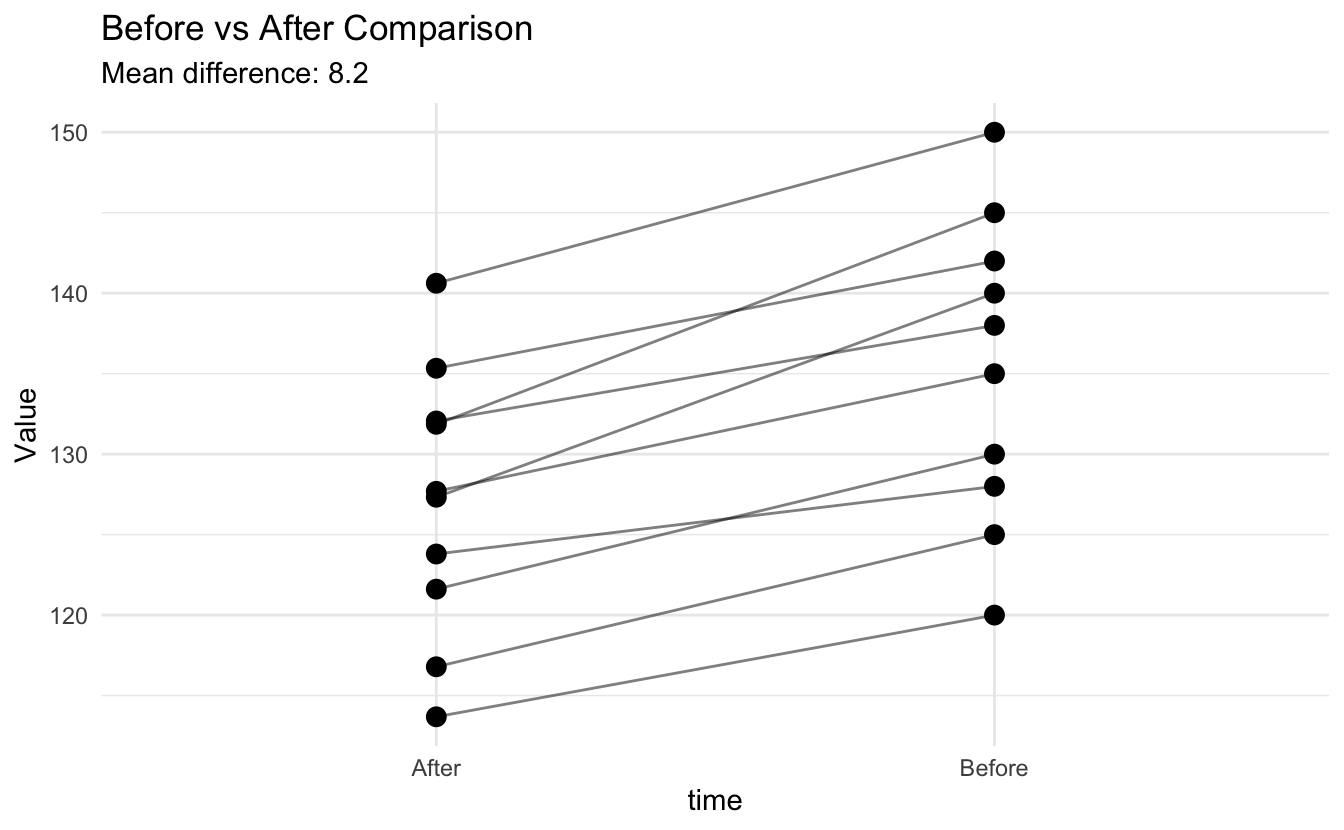 Before vs After Comparison
Mean difference: 8.2
150
140
130
120
Value
After
Before
time